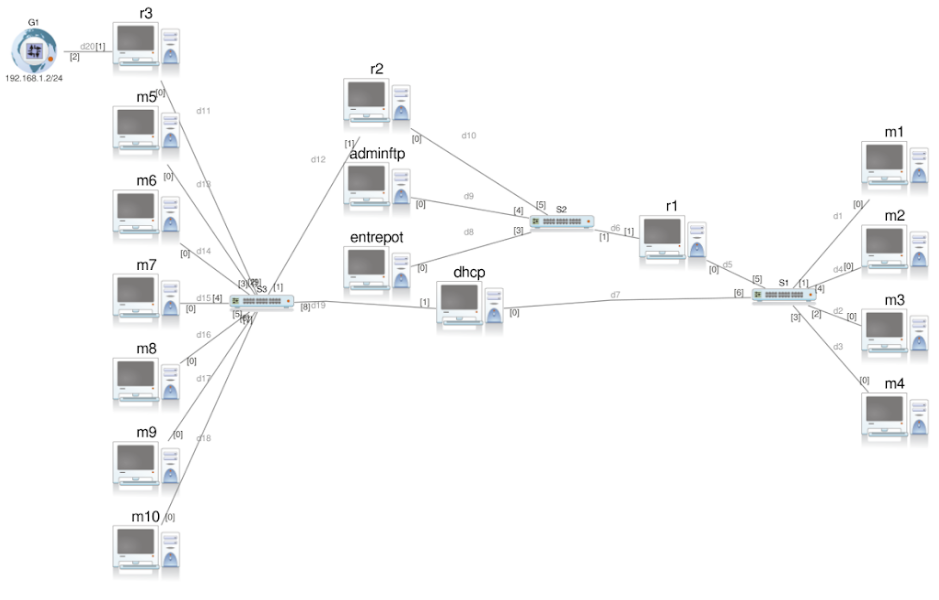 G1
192.168.1.2/24
d20
[1]
[2]
r3
[0]
d11
m5
[0]
d13
m6
[0]
d14
m7
[0]
d15
[4]
m8
[0]
d16
m9
[0]
d17
m10
[0]
d18
[3]
[1]
S3
[5]
[8]
d19
r2
[1]
[0]
d12
d10
adminftp
[0]
d9
entrepot
[0]
d8
[5]
[4]
[3]
S2
[1]
d6
[1]
r1
[0]
d5
dhcp
[1]
[0]
d7
[5]
[6]
S1
[1]
[4]
[3]
[2]
m1
[0]
d1
m2
[0]
d4
m3
[0]
d2
m4
[0]
d3